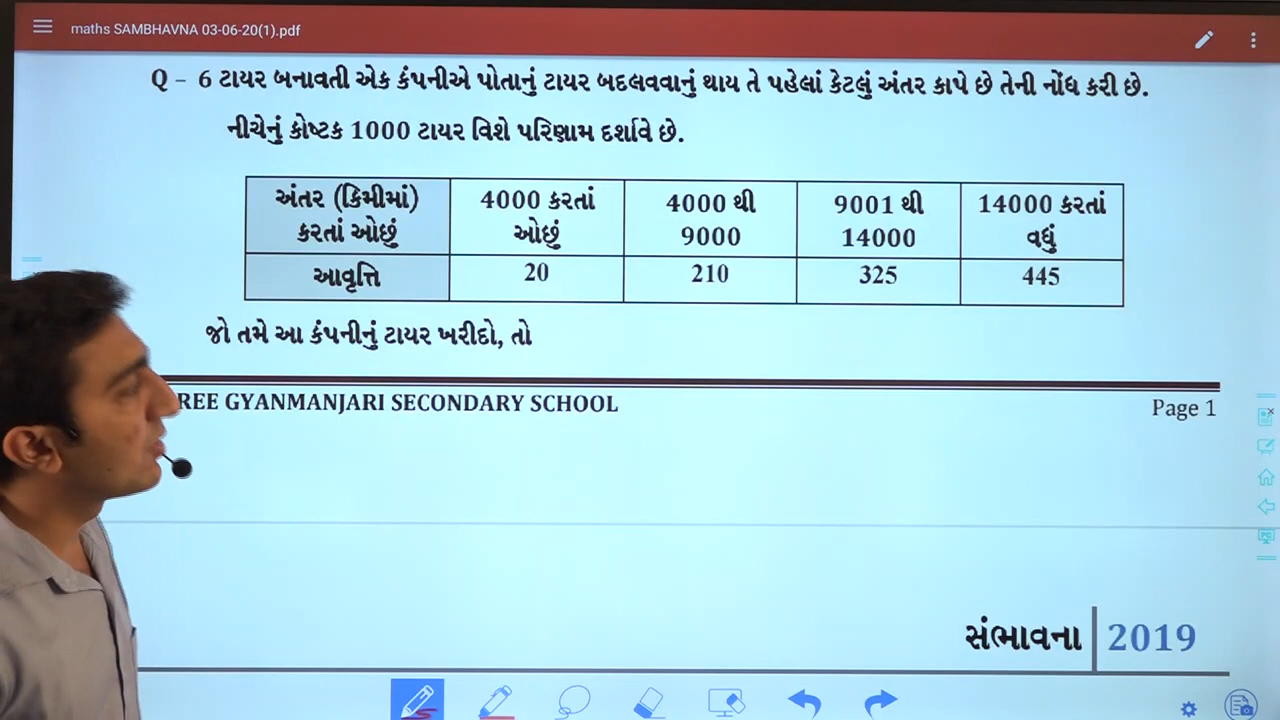 maths SAMBHAVNA 03-06-20(1).pdf
Q – 6 ટાયર બનાવતી એક કંપનીએ પોતાનું ટાયર બદલવવાનું થાય તે પહેલાં કેટલું અંતર કાપે છે તેની નોંધ કરી છે.
નીચેનું કોષ્ટક 1000 ટાયર વિશે પરિણામ દર્શાવે છે.
અંતર (કિમીમાં) 4000 કરતાં 4000 થી 9001 થી 14000 કરતાં
કરતાં ઓછું ઓછું 9000 14000 વધું
આવૃત્તિ 20 210 325 445
જો તમે આ કંપનીનું ટાયર ખરીદો, તો
REE GYANMANJARI SECONDARY SCHOOL Page 1
સંભાવના 2019